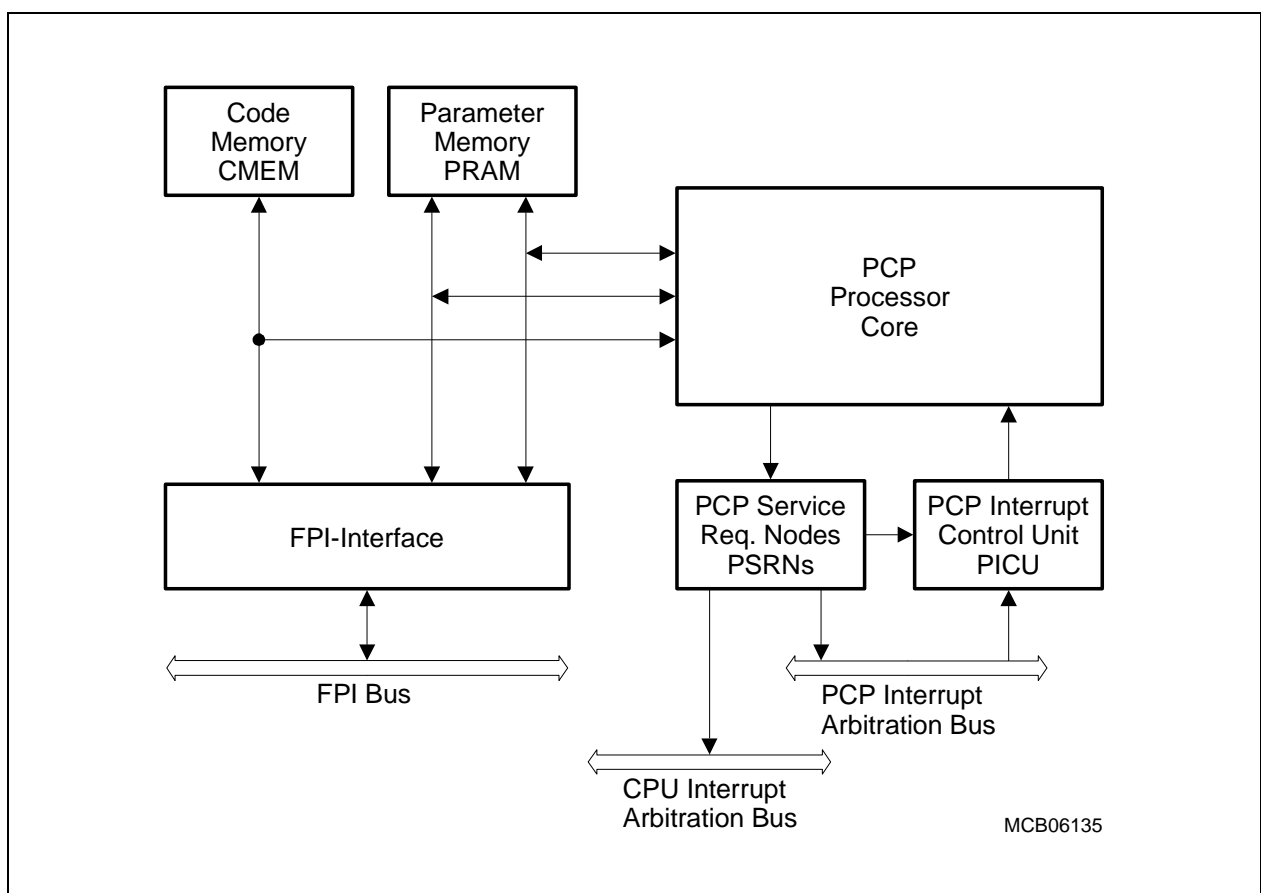 Code
Memory
CMEM
Parameter
Memory
PRAM
PCP
Processor
Core
FPI-Interface
PCP Service
Req. Nodes
PSRNs
PCP Interrupt
Control Unit
PICU
FPI Bus
PCP Interrupt
Arbitration Bus
CPU Interrupt
Arbitration Bus
MCB06135